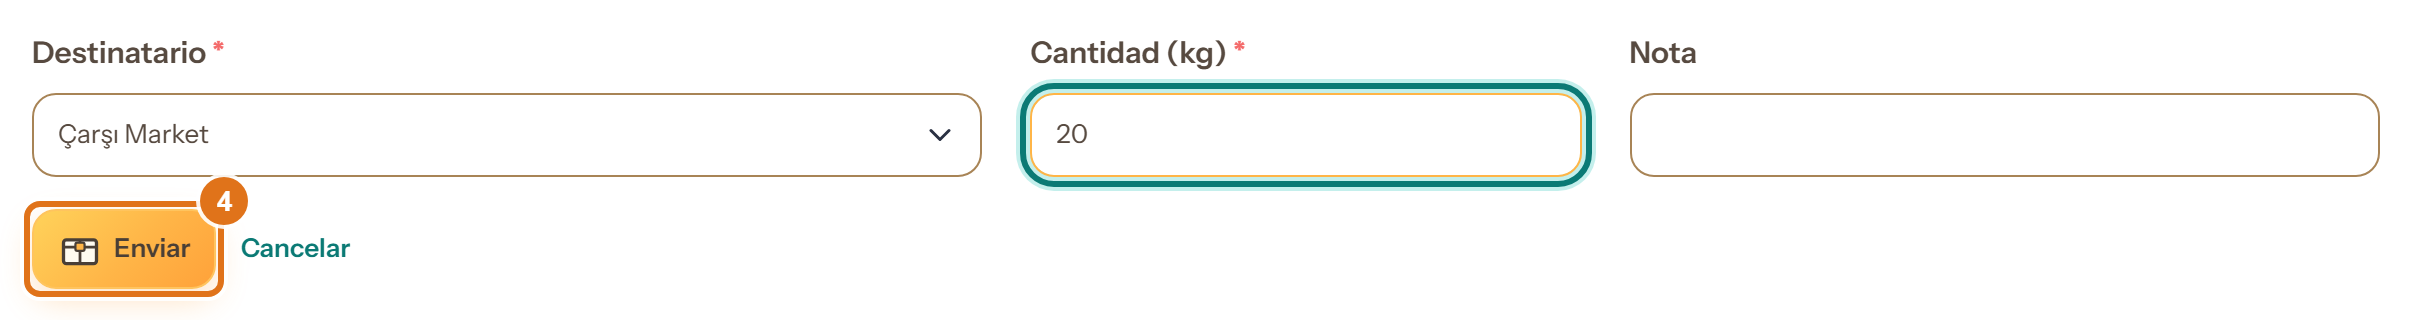 Destinatario *
Cantidad (kg) *
Nota
Çarşı Market
20
4
Enviar
Cancelar